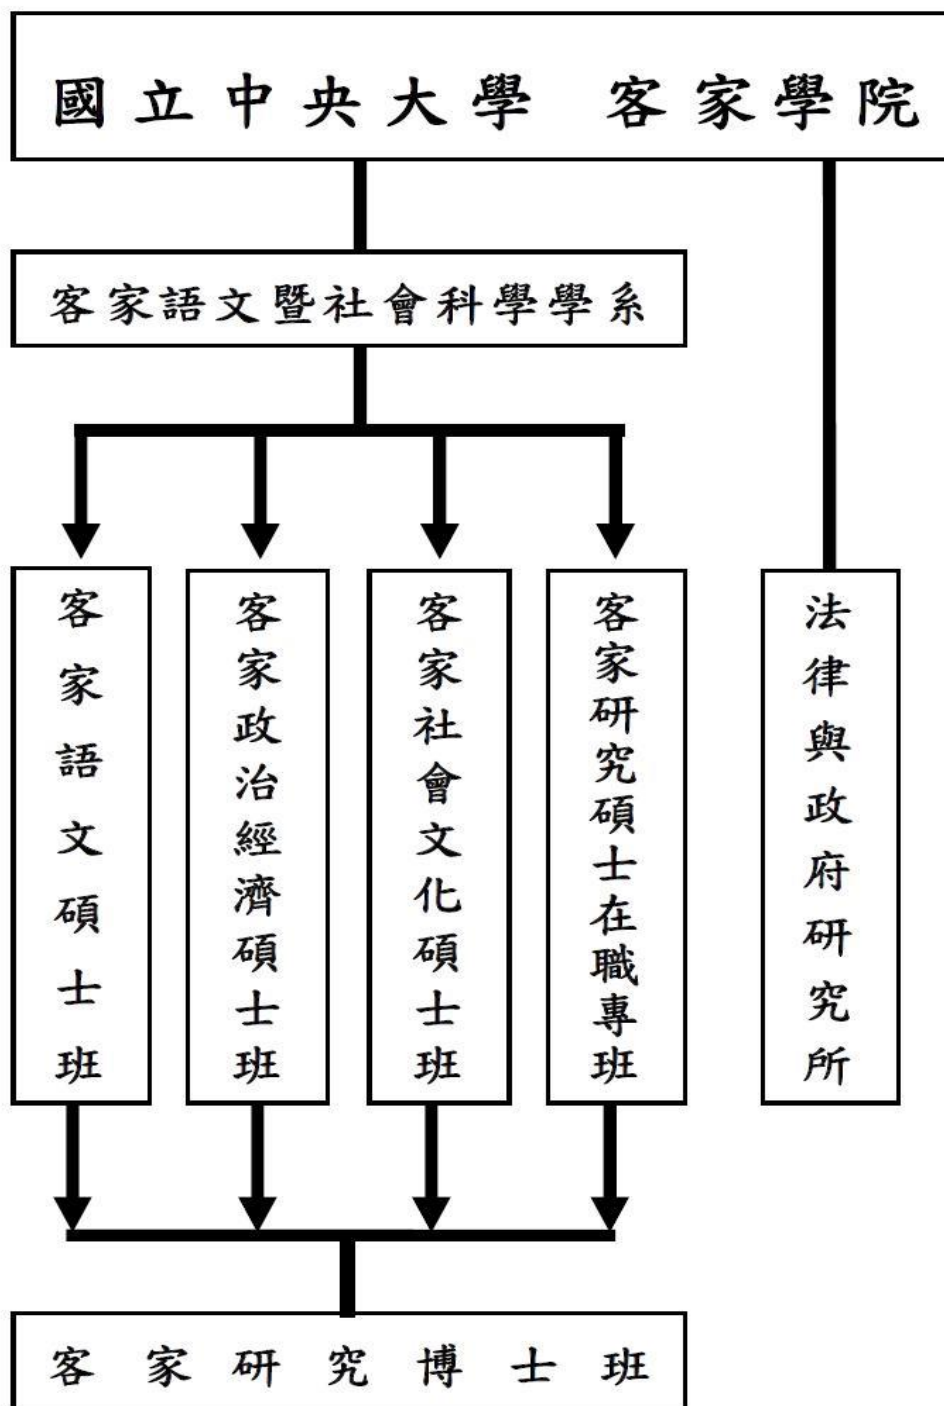 國立中央大學 客家學院
客家語文暨社會科學學系
客家語文碩士班
客家政治經濟碩士班
客家社會文化碩士班
客家研究碩士在職專班
法律與政府研究所
客家研究博士班